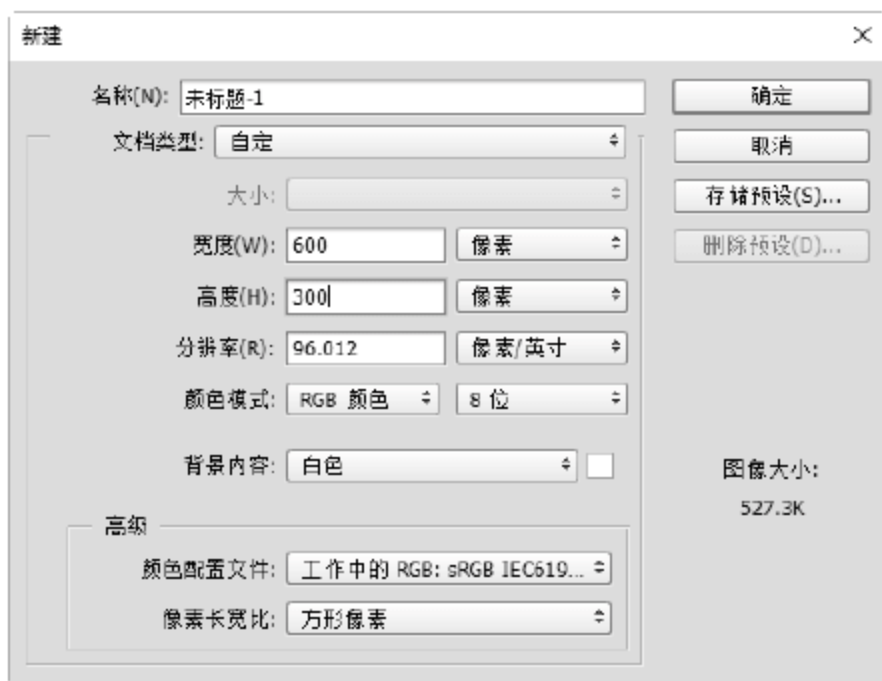 新建
名称(N): 未标题-1 确定
文档类型: 自定 取消
大小: 存储预设(S)...
宽度(W): 600 像素 删除预设(D)...
高度(H): 300 像素
分辨率(R): 96.012 像素/英寸
颜色模式: RGB 颜色 8 位
背景内容: 白色 图像大小:
527.3K
高级
颜色配置文件: 工作中的 RGB: sRGB IEC619...
像素长宽比: 方形像素